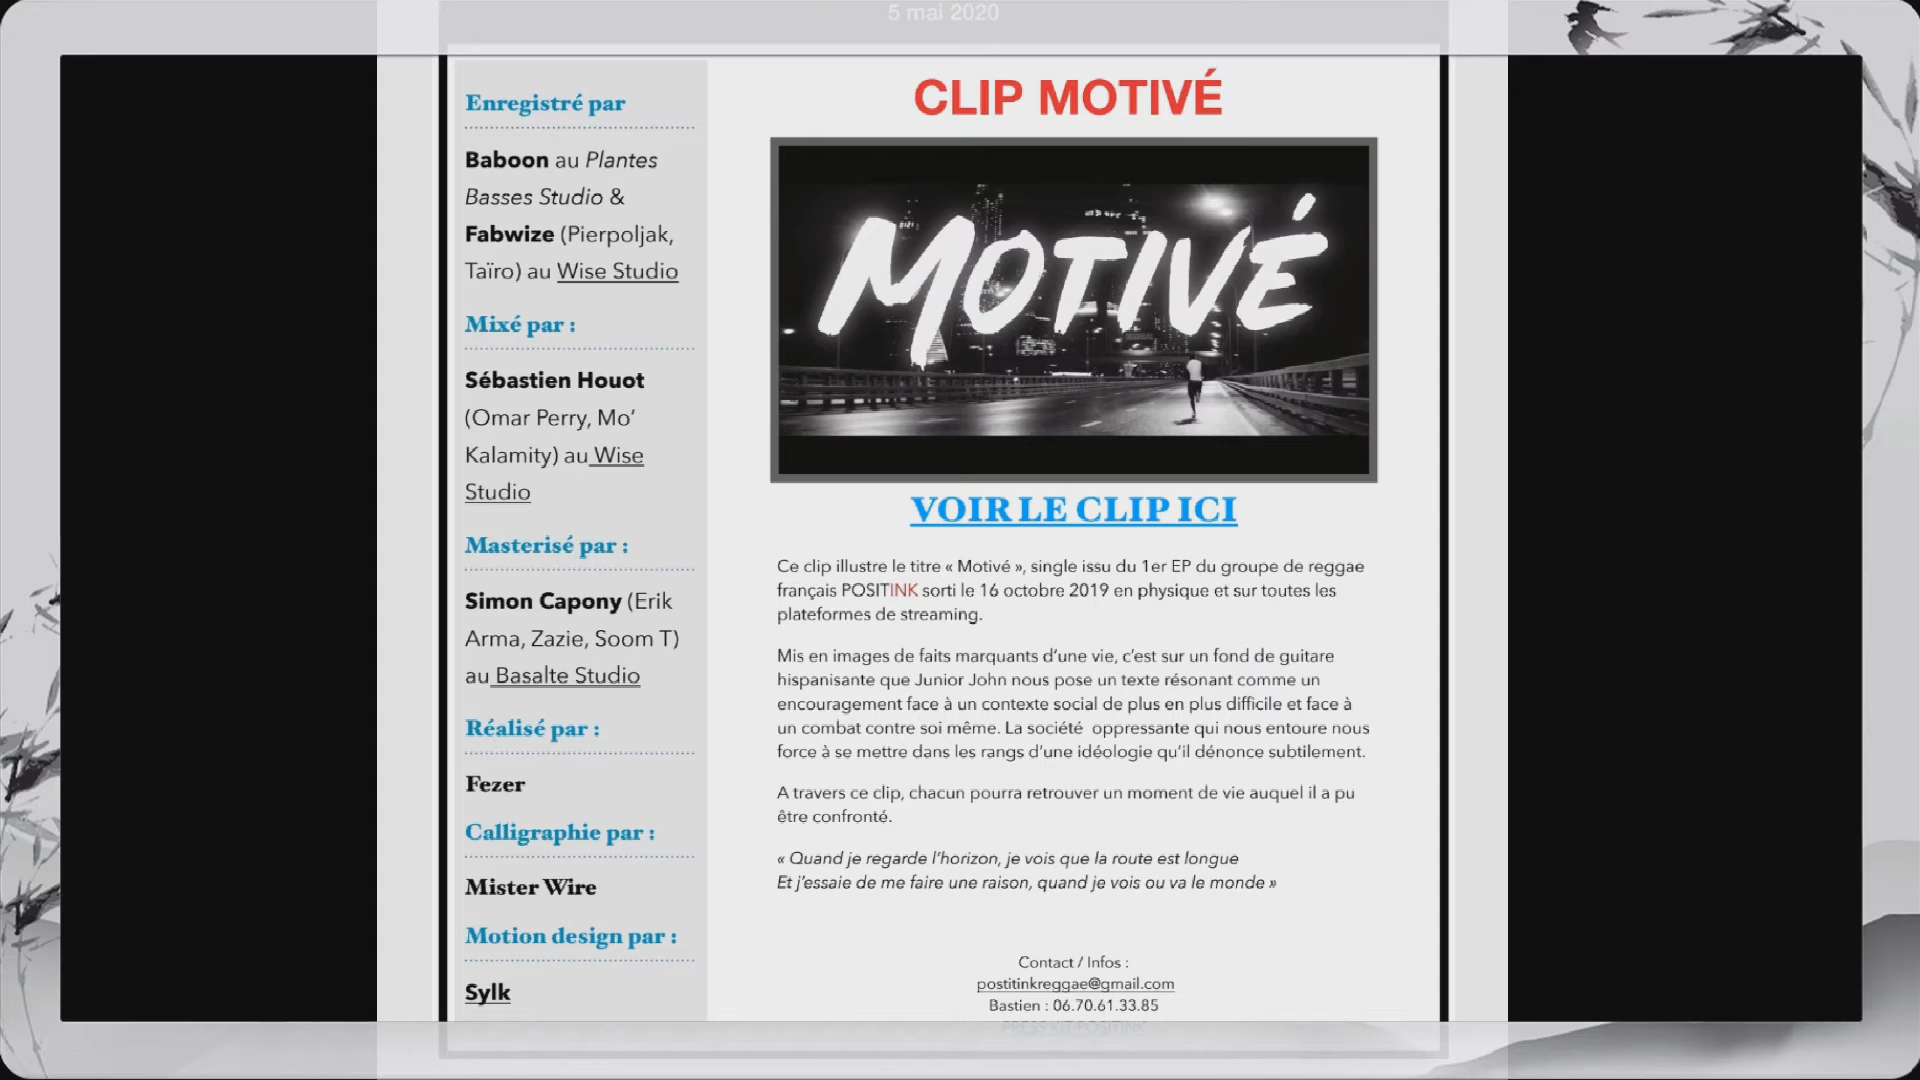 5 mai 2020
Enregistré par
Baboon au Plantes
Basses Studio &
Fabwize (Pierpoljak,
Taïro) au Wise Studio
Mixé par :
Sébastien Houot
(Omar Perry, Mo’
Kalamity) au Wise
Studio
Masterisé par :
Simon Capony (Erik
Arma, Zazie, Soom T)
au Basalte Studio
Réalisé par :
Fezer
Calligraphie par :
Mister Wire
Motion design par :
Sylk
CLIP MOTIVÉ
MOTIVÉ
VOIR LE CLIP ICI
Ce clip illustre le titre « Motivé », single issu du 1er EP du groupe de reggae
français POSITINK sorti le 16 octobre 2019 en physique et sur toutes les
plateformes de streaming.
Mis en images de faits marquants d’une vie, c’est sur un fond de guitare
hispanisante que Junior John nous pose un texte résonant comme un
encouragement face à un contexte social de plus en plus difficile et face à
un combat contre soi même. La société  oppressante qui nous entoure nous
force à se mettre dans les rangs d’une idéologie qu’il dénonce subtilement.
A travers ce clip, chacun pourra retrouver un moment de vie auquel il a pu
être confronté.
« Quand je regarde l’horizon, je vois que la route est longue
Et j’essaie de me faire une raison, quand je vois ou va le monde »
Contact / Infos :
postitinkreggae@gmail.com
Bastien : 06.70.61.33.85
PRESS KIT POSITINK